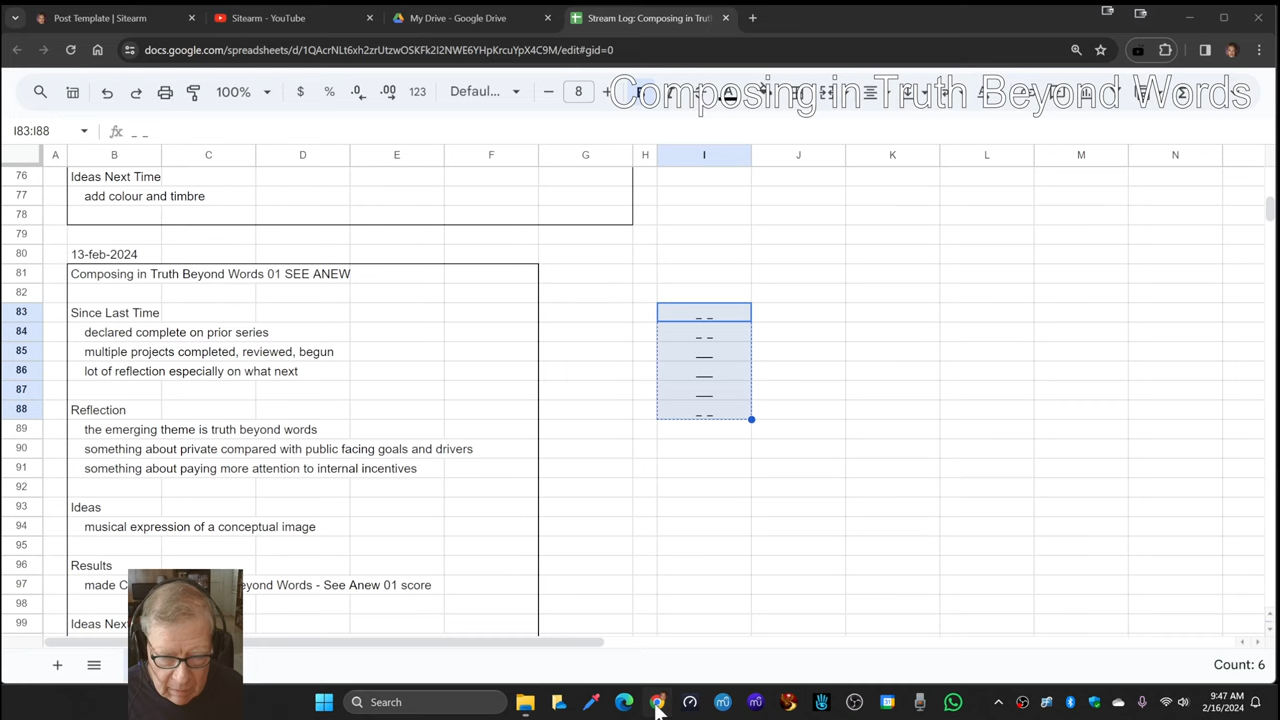 Post Template | Sitearm
Sitearm - YouTube
My Drive - Google Drive
Stream Log: Composing in Trut
docs.google.com/spreadsheets/d/1QAcrNLt6xh2zrUtzwOSKFk2I2NWE6YHpKrcuYpX4C9M/edit#gid=0
100% $ % .0 .00 123 Defaul... 8
Composing in Truth Beyond Words
I83:I88 fx _ _
A B C D E F G H I J K L M N
76 Ideas Next Time
77 add colour and timbre
78
79
80 13-feb-2024
81 Composing in Truth Beyond Words 01 SEE ANEW
82
83 Since Last Time _ _
84 declared complete on prior series _ _
85 multiple projects completed, reviewed, begun __
86 lot of reflection especially on what next __
87 __
88 Reflection _ _
89 the emerging theme is truth beyond words
90 something about private compared with public facing goals and drivers
91 something about paying more attention to internal incentives
92
93 Ideas
94 musical expression of a conceptual image
95
96 Results
97 made C eyond Words - See Anew 01 score
98
99 Ideas Nex
Count: 6
Search
9:47 AM
2/16/2024